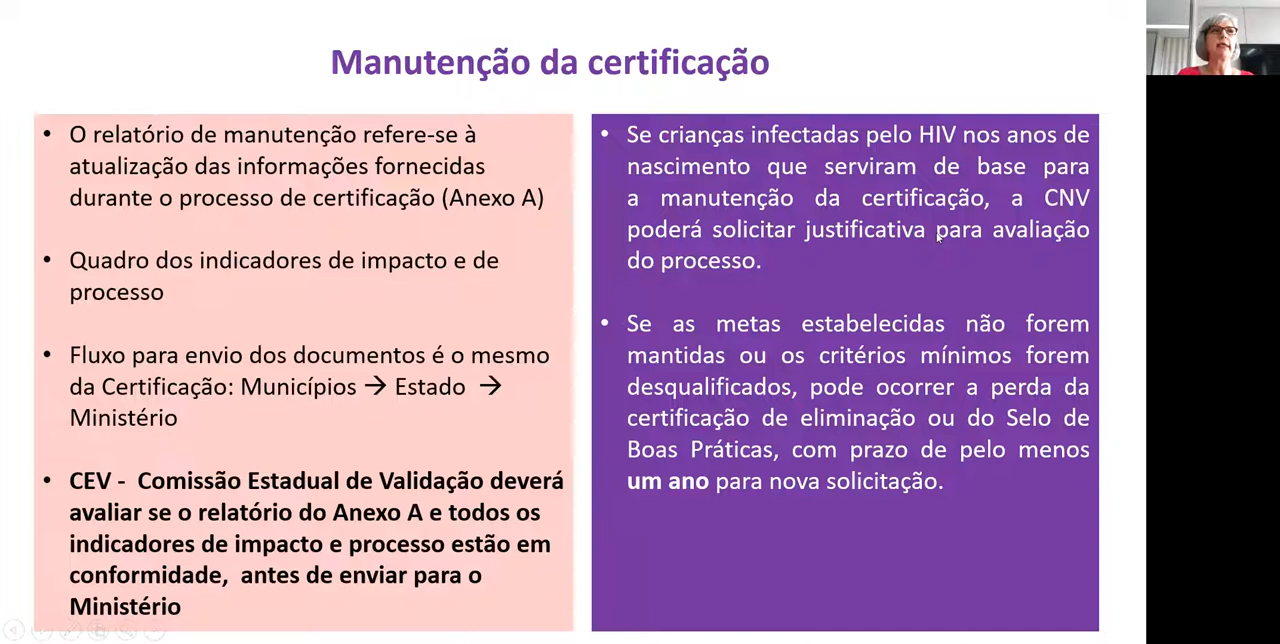 Manutenção da certificação
• O relatório de manutenção refere-se à
atualização das informações fornecidas
durante o processo de certificação (Anexo A)
• Quadro dos indicadores de impacto e de
processo
• Fluxo para envio dos documentos é o mesmo
da Certificação: Municípios → Estado →
Ministério
• CEV - Comissão Estadual de Validação deverá
avaliar se o relatório do Anexo A e todos os
indicadores de impacto e processo estão em
conformidade, antes de enviar para o
Ministério
• Se crianças infectadas pelo HIV nos anos de
nascimento que serviram de base para
a manutenção da certificação, a CNV
poderá solicitar justificativa para avaliação
do processo.
• Se as metas estabelecidas não forem
mantidas ou os critérios mínimos forem
desqualificados, pode ocorrer a perda da
certificação de eliminação ou do Selo de
Boas Práticas, com prazo de pelo menos
um ano para nova solicitação.